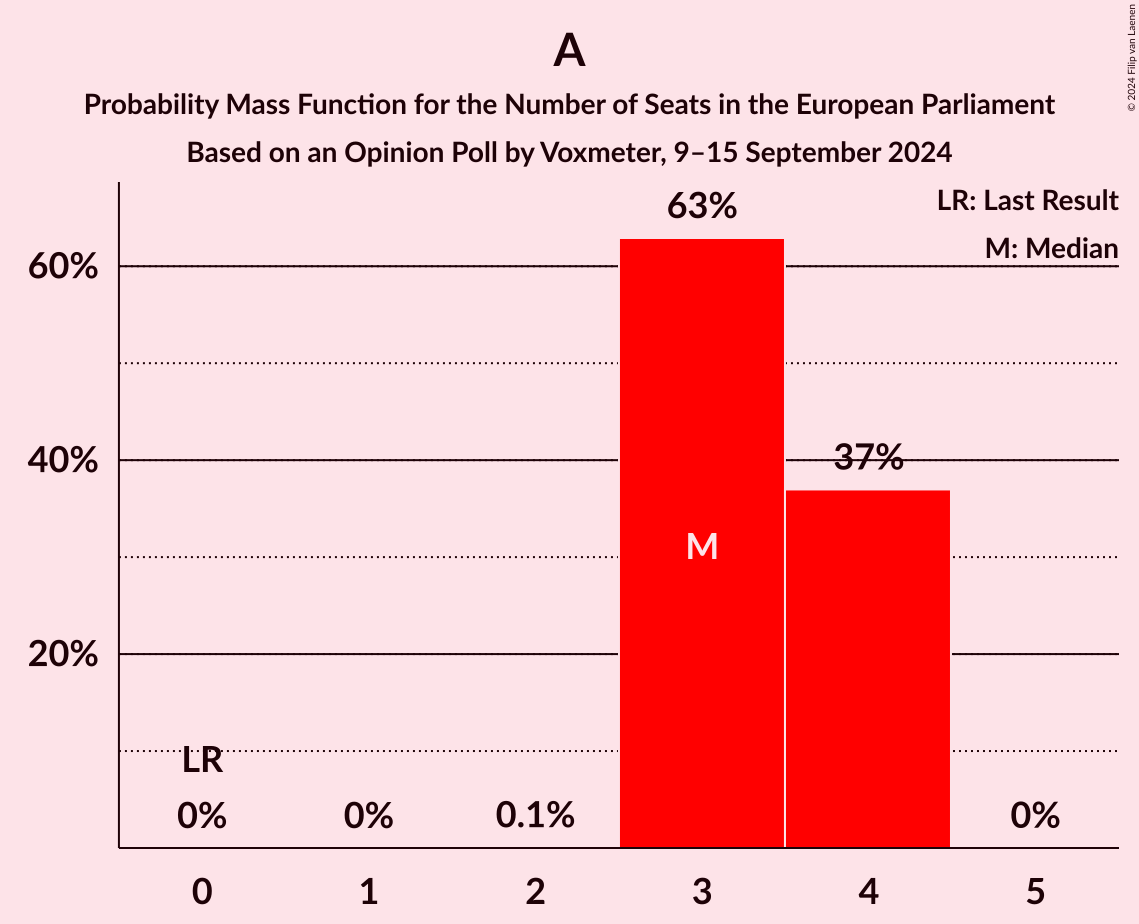 A
Probability Mass Function for the Number of Seats in the European Parliament
Based on an Opinion Poll by Voxmeter, 9–15 September 2024
© 2024 Filip van Laenen
LR: Last Result
M: Median
63%
60%
40%
37%
M
20%
LR
0%
0%
0.1%
0%
0
1
2
3
4
5